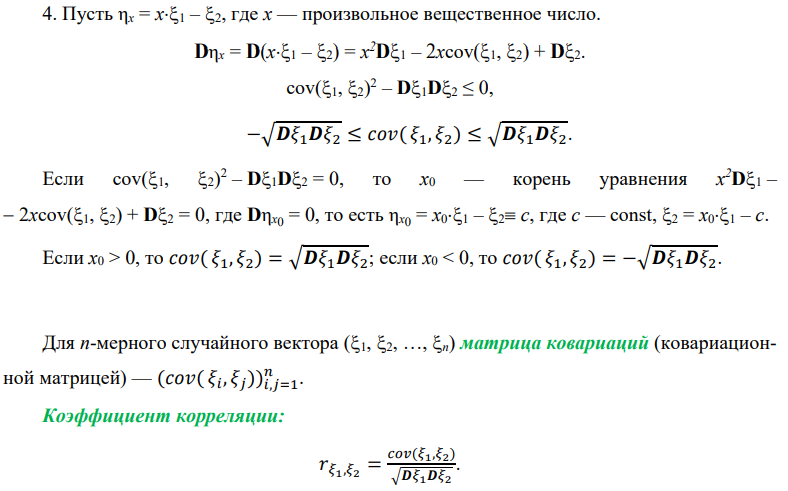 4. Пусть ηₓ = x·ξ₁ – ξ₂, где x — произвольное вещественное число.
Dηₓ = D(x·ξ₁ – ξ₂) = x²Dξ₁ – 2xcov(ξ₁, ξ₂) + Dξ₂.
cov(ξ₁, ξ₂)² – Dξ₁Dξ₂ ≤ 0,
−√(Dξ₁Dξ₂) ≤ cov(ξ₁, ξ₂) ≤ √(Dξ₁Dξ₂).
Если cov(ξ₁, ξ₂)² – Dξ₁Dξ₂ = 0, то x₀ — корень уравнения x²Dξ₁ –
– 2xcov(ξ₁, ξ₂) + Dξ₂ = 0, где Dηₓ₀ = 0, то есть ηₓ₀ = x₀·ξ₁ – ξ₂≡ c, где c — const, ξ₂ = x₀·ξ₁ – c.
Если x₀ > 0, то cov(ξ₁, ξ₂) = √(Dξ₁Dξ₂); если x₀ < 0, то cov(ξ₁, ξ₂) = −√(Dξ₁Dξ₂).
Для n-мерного случайного вектора (ξ₁, ξ₂, …, ξₙ) матрица ковариаций (ковариацион-
ной матрицей) — (cov(ξᵢ, ξⱼ))ⁿᵢ,ⱼ₌₁.
Коэффициент корреляции:
r_ξ₁,ξ₂ = cov(ξ₁,ξ₂)/√(Dξ₁Dξ₂).